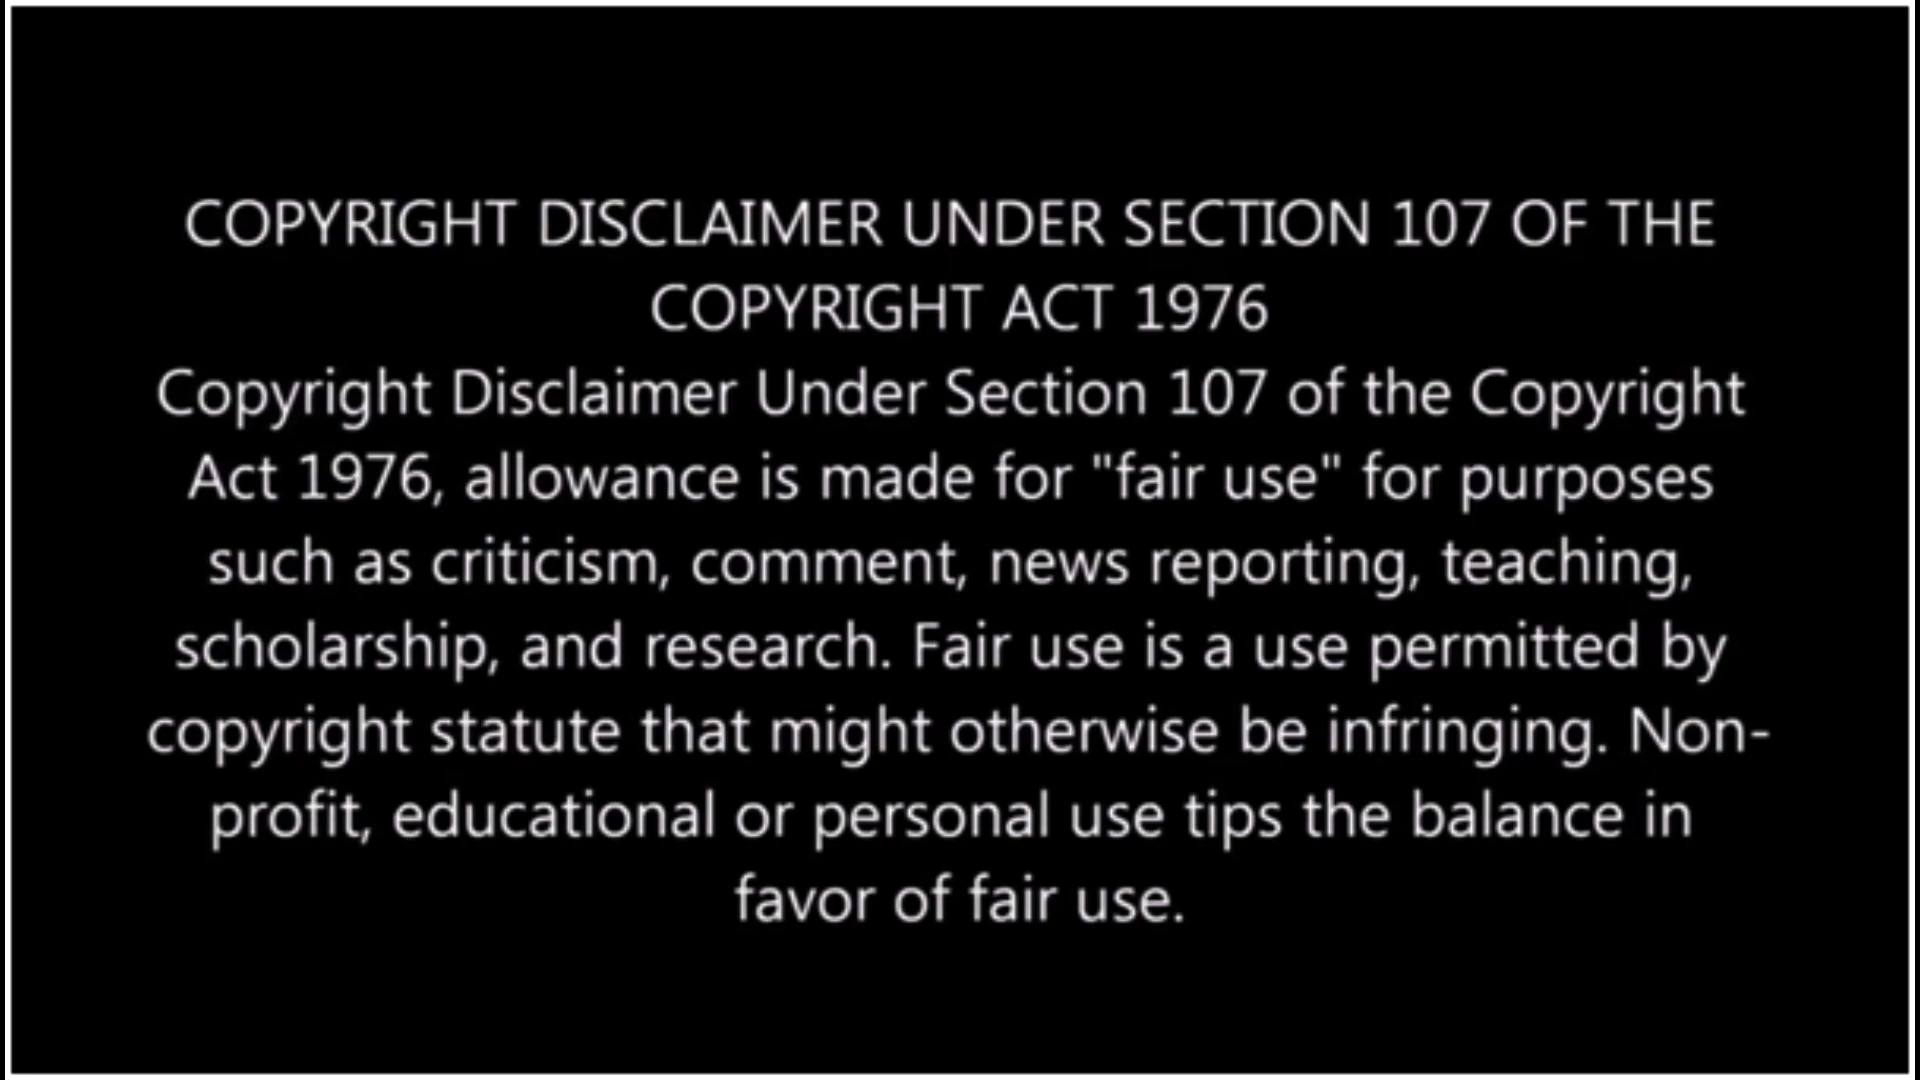 COPYRIGHT DISCLAIMER UNDER SECTION 107 OF THE
COPYRIGHT ACT 1976
Copyright Disclaimer Under Section 107 of the Copyright
Act 1976, allowance is made for "fair use" for purposes
such as criticism, comment, news reporting, teaching,
scholarship, and research. Fair use is a use permitted by
copyright statute that might otherwise be infringing. Non-
profit, educational or personal use tips the balance in
favor of fair use.